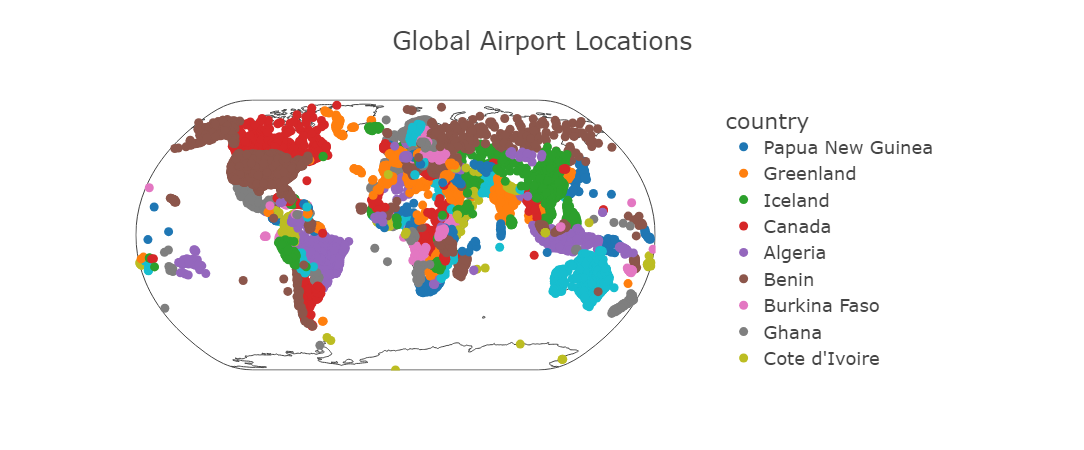 Global Airport Locations
country
Papua New Guinea
Greenland
Iceland
Canada
Algeria
Benin
Burkina Faso
Ghana
Cote d'Ivoire